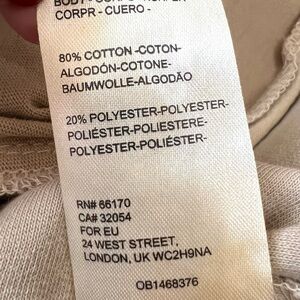 CORPR - CUERO -
80% COTTON -COTON-
ALGODÓN-COTONE-
BAUMWOLLE-ALGODÃO
20% POLYESTER-POLYESTER-
POLIÉSTER-POLIESTERE-
POLYESTER-POLIÉSTER-
RN# 66170
CA# 32054
FOR EU
24 WEST STREET,
LONDON, UK WC2H9NA
OB1468376